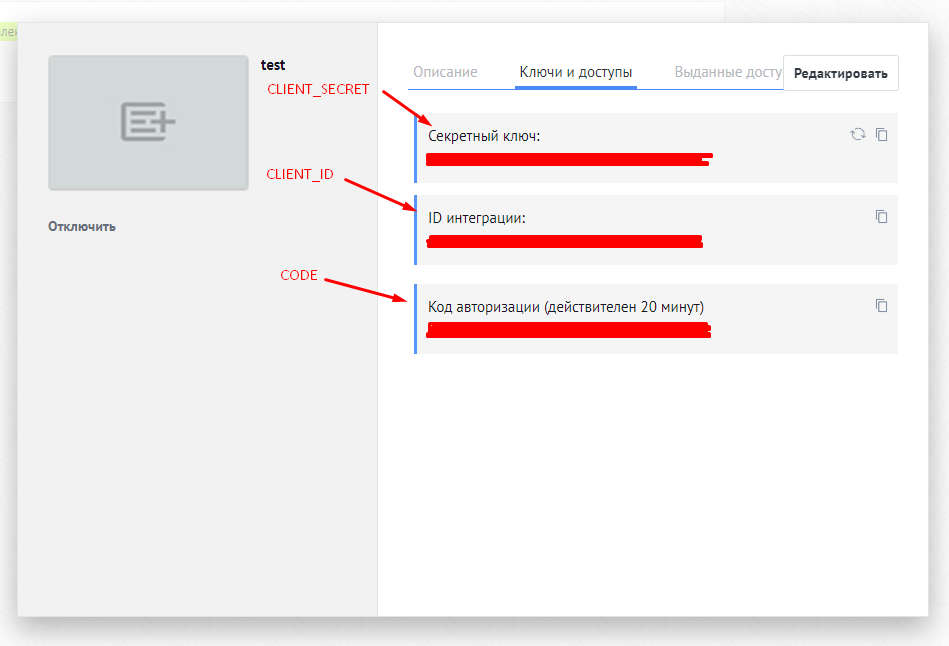 лен
test
CLIENT_SECRET
CLIENT_ID
CODE
Отключить
Описание
Ключи и доступы
Выданные досту
Редактировать
Секретный ключ:
ID интеграции:
Код авторизации (действителен 20 минут)